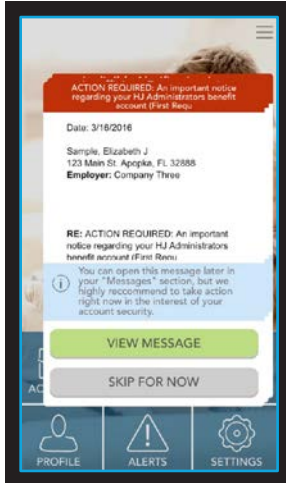 ACTION REQUIRED: An important notice
regarding your HJ Administrators benefit
account (First Requ
Date: 3/16/2016
Sample, Elizabeth J
123 Main St. Apopka, FL 32888
Employer: Company Three
RE: ACTION REQUIRED: An important
notice regarding your HJ Administrators
benefit account (First Requ
You can open this message later in
your "Messages" section, but we
highly reccommend to take action
right now in the interest of your
account security.
VIEW MESSAGE
SKIP FOR NOW
AC
PROFILE
ALERTS
SETTINGS